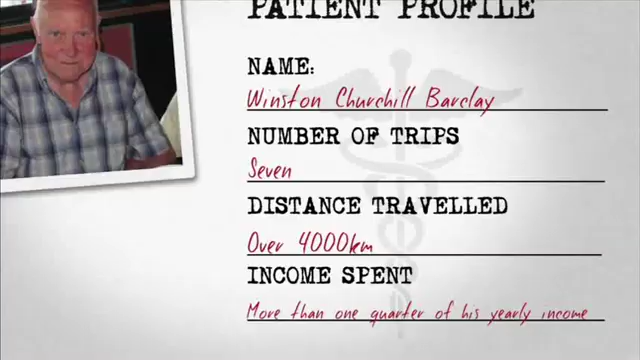 PATIENT PROFILE
NAME:
Winston Churchill Barclay
NUMBER OF TRIPS
Seven
DISTANCE TRAVELLED
Over 4000km
INCOME SPENT
More than one quarter of his yearly income